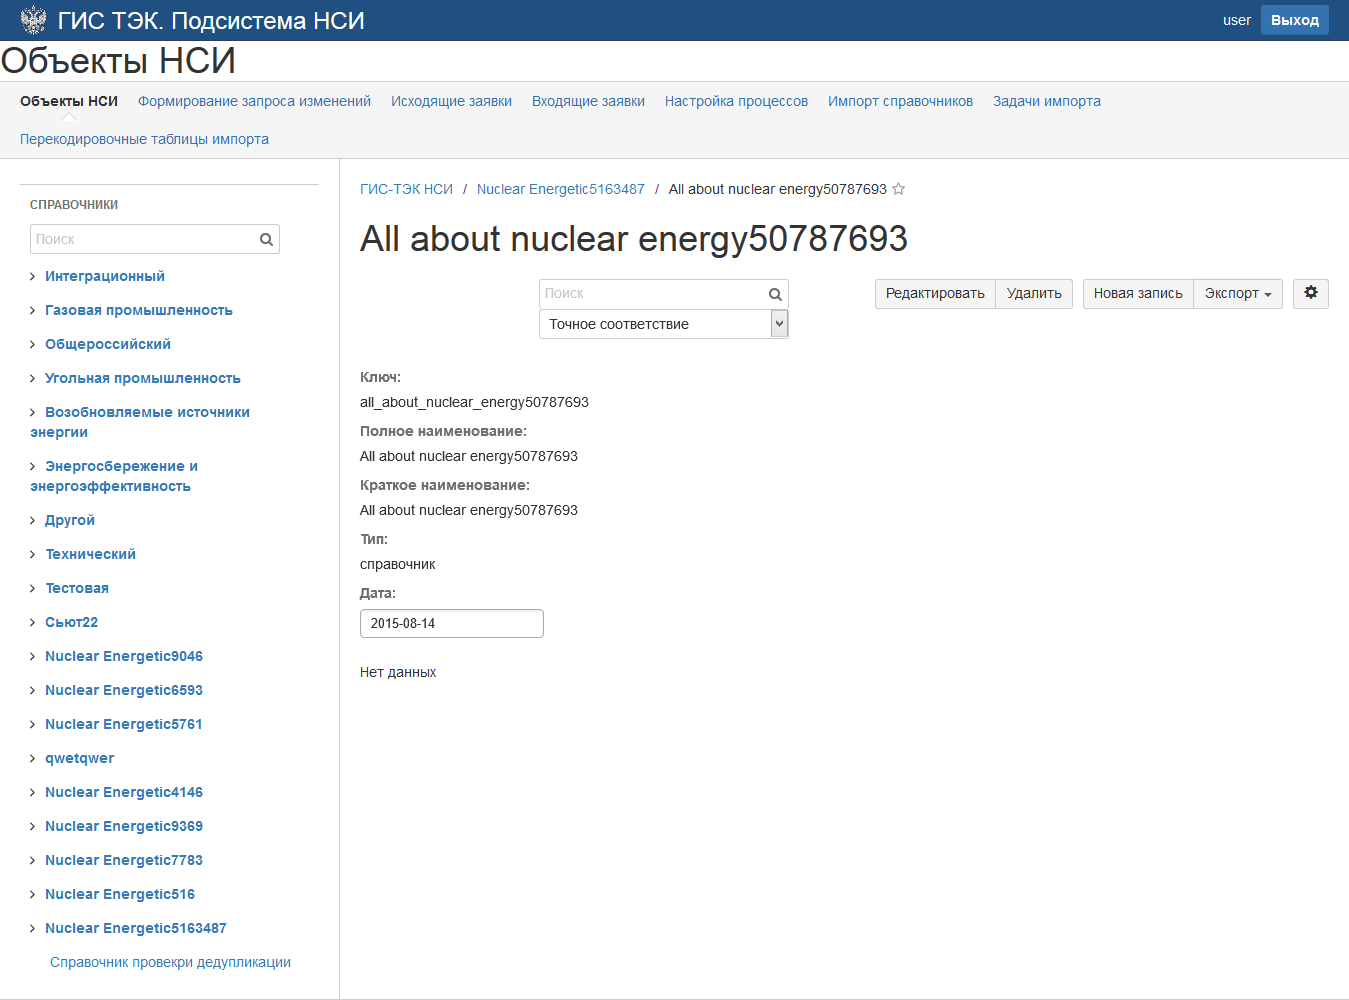 ГИС ТЭК. Подсистема НСИ
user Выход
Объекты НСИ
Объекты НСИ Формирование запроса изменений Исходящие заявки Входящие заявки Настройка процессов Импорт справочников Задачи импорта
Перекодировочные таблицы импорта
СПРАВОЧНИКИ
Поиск
Интеграционный
Газовая промышленность
Общероссийский
Угольная промышленность
Возобновляемые источники
энергии
Энергосбережение и
энергоэффективность
Другой
Технический
Тестовая
Сьют22
Nuclear Energetic9046
Nuclear Energetic6593
Nuclear Energetic5761
qwetqwer
Nuclear Energetic4146
Nuclear Energetic9369
Nuclear Energetic7783
Nuclear Energetic516
Nuclear Energetic5163487
Справочник провекри дедупликации
ГИС-ТЭК НСИ / Nuclear Energetic5163487 / All about nuclear energy50787693
All about nuclear energy50787693
Поиск
Точное соответствие
Редактировать Удалить Новая запись Экспорт
Ключ:
all_about_nuclear_energy50787693
Полное наименование:
All about nuclear energy50787693
Краткое наименование:
All about nuclear energy50787693
Тип:
справочник
Дата:
2015-08-14
Нет данных